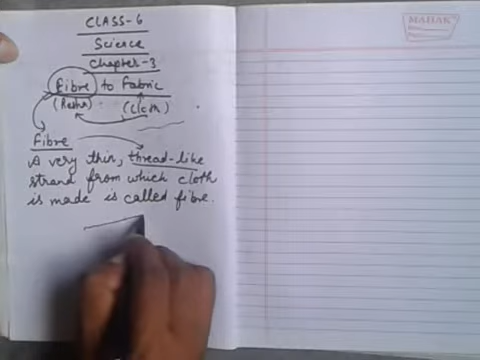 MAHAK
CLASS-6
Science
Chapter-3
Fibre to Fabric
(Resha) (Cloth)
Fibre
A very thin, thread-like
strand from which cloth
is made is called fibre.